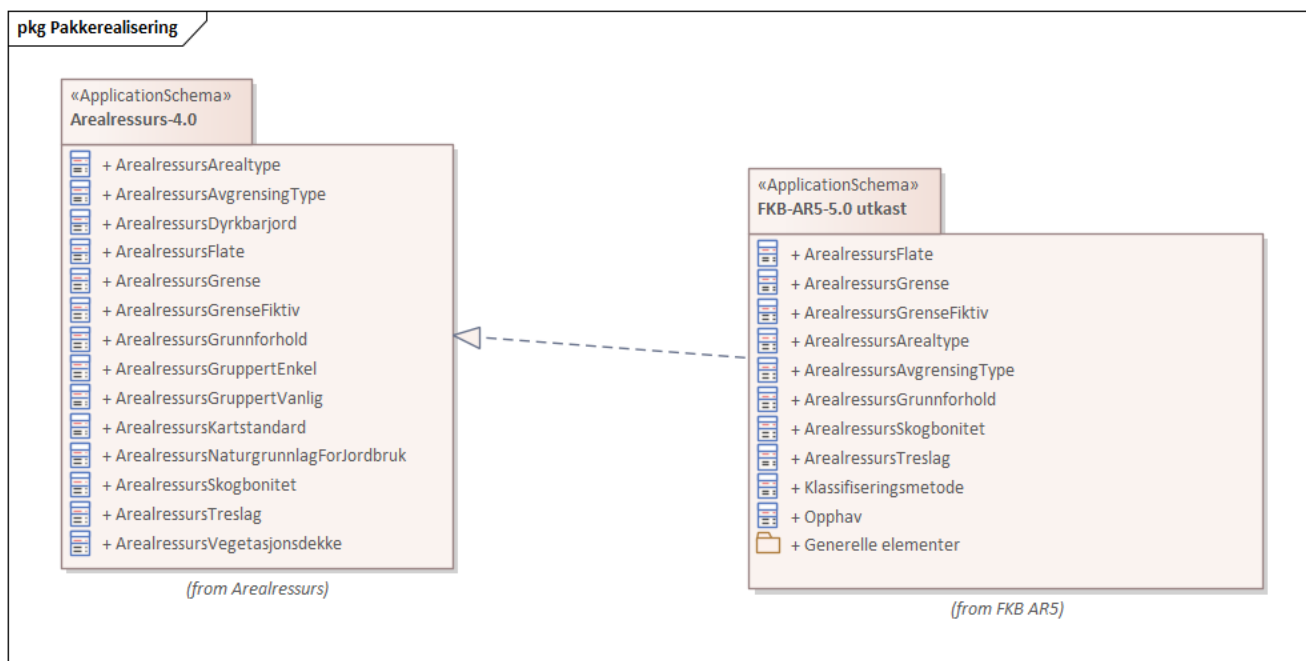 pkg Pakkerealisering
«ApplicationSchema»
Arealressurs-4.0
+ ArealressursArealtype
+ ArealressursAvgrensingType
+ ArealressursDyrkbarjord
+ ArealressursFlate
+ ArealressursGrense
+ ArealressursGrenseFiktiv
+ ArealressursGrunnforhold
+ ArealressursGruppertEnkel
+ ArealressursGruppertVanlig
+ ArealressursKartstandard
+ ArealressursNaturgrunnlagForJordbruk
+ ArealressursSkogbonitet
+ ArealressursTreslag
+ ArealressursVegetasjonsdekke
(from Arealressurs)
«ApplicationSchema»
FKB-AR5-5.0 utkast
+ ArealressursFlate
+ ArealressursGrense
+ ArealressursGrenseFiktiv
+ ArealressursArealtype
+ ArealressursAvgrensingType
+ ArealressursGrunnforhold
+ ArealressursSkogbonitet
+ ArealressursTreslag
+ Klassifiseringsmetode
+ Opphav
+ Generelle elementer
(from FKB AR5)